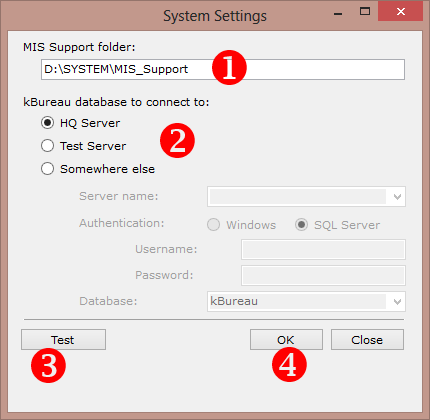 System Settings
MIS Support folder:
D:\SYSTEM\MIS_Support
1
kBureau database to connect to:
HQ Server
2
Test Server
Somewhere else
Server name:
Authentication: Windows SQL Server
Username:
Password:
Database: kBureau
Test OK Close
3 4